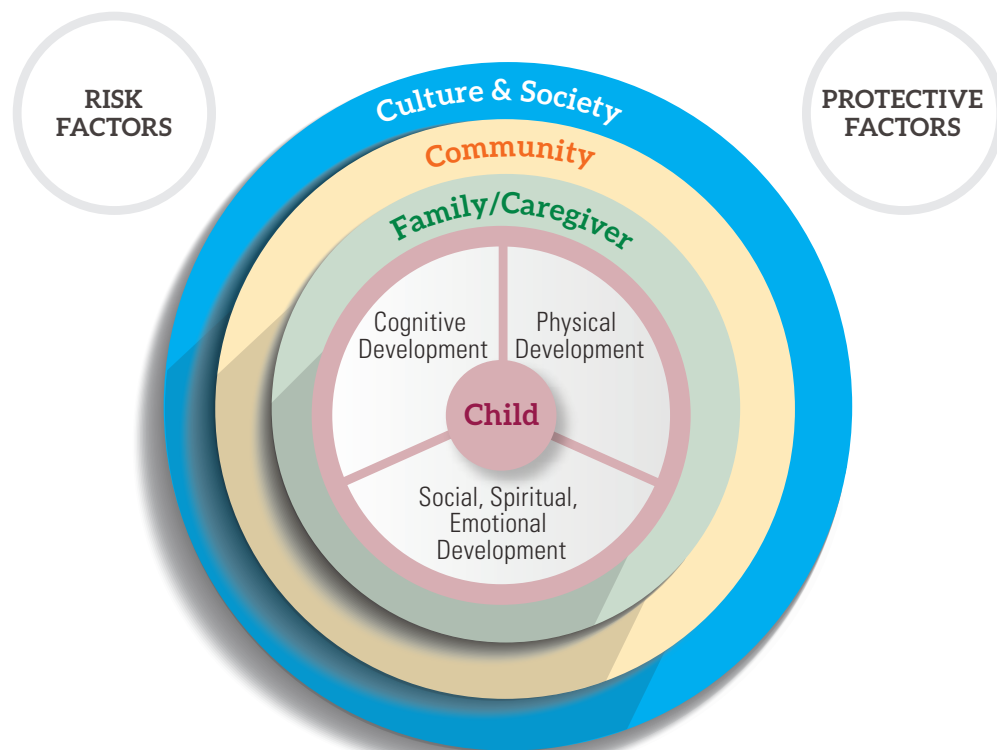 RISK
FACTORS
PROTECTIVE
FACTORS
Culture & Society
Community
Family/Caregiver
Cognitive
Development
Physical
Development
Child
Social, Spiritual,
Emotional
Development